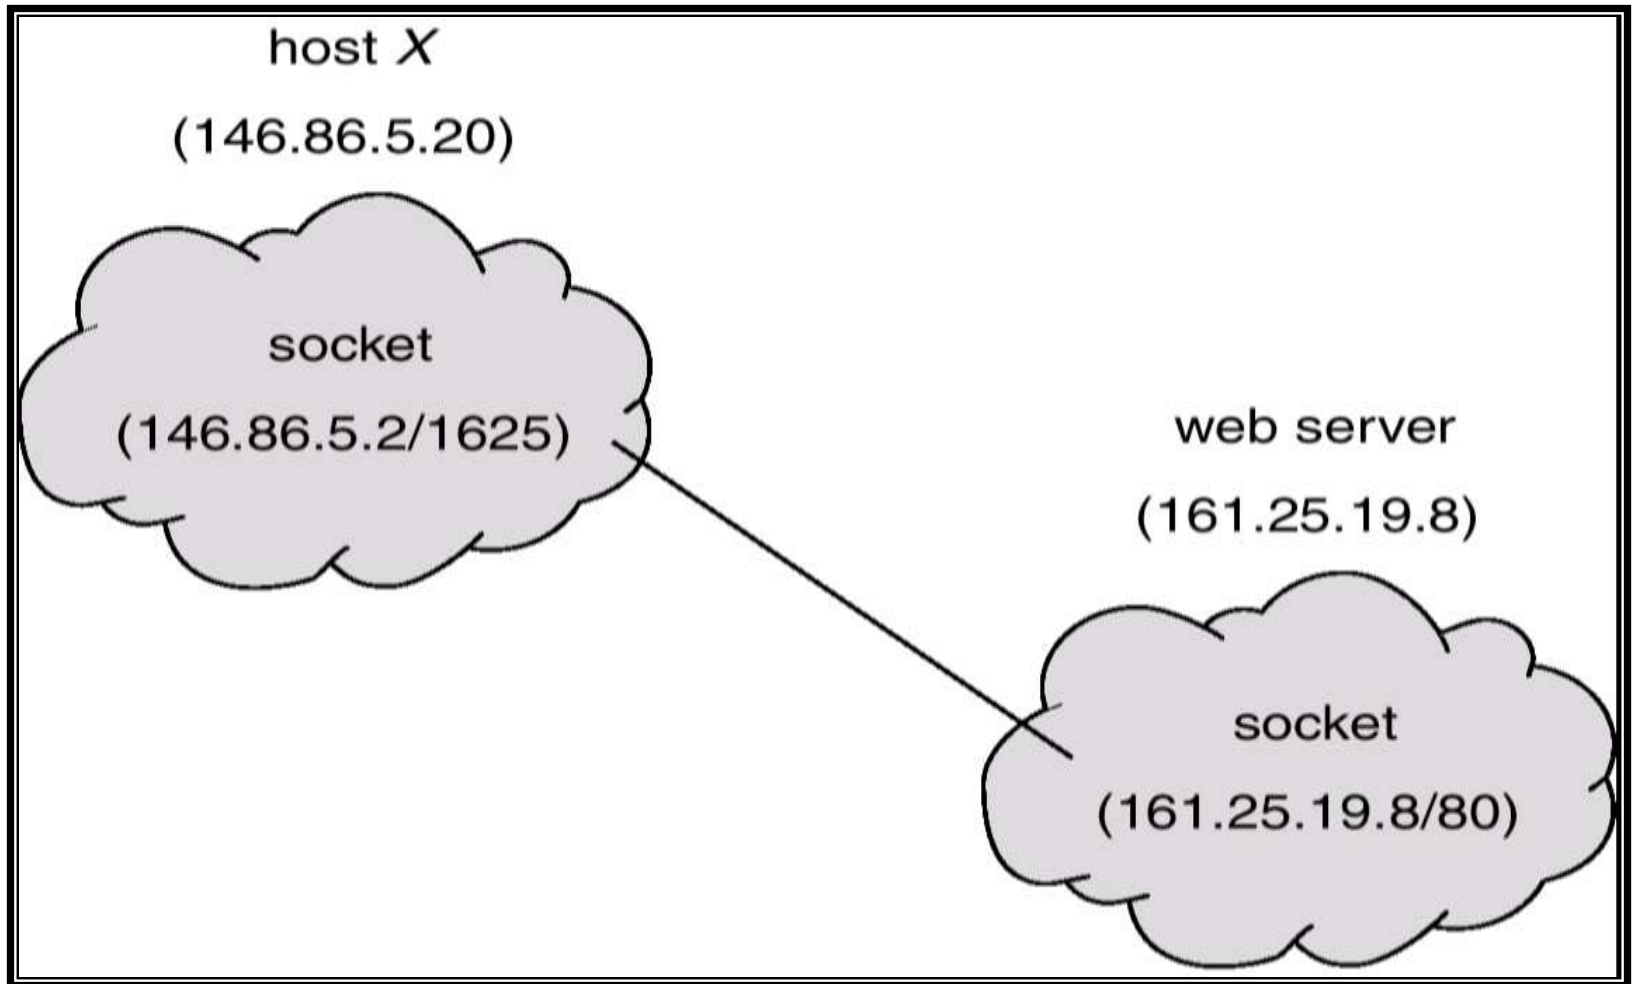 host X
(146.86.5.20)
socket
(146.86.5.2/1625)
web server
(161.25.19.8)
socket
(161.25.19.8/80)